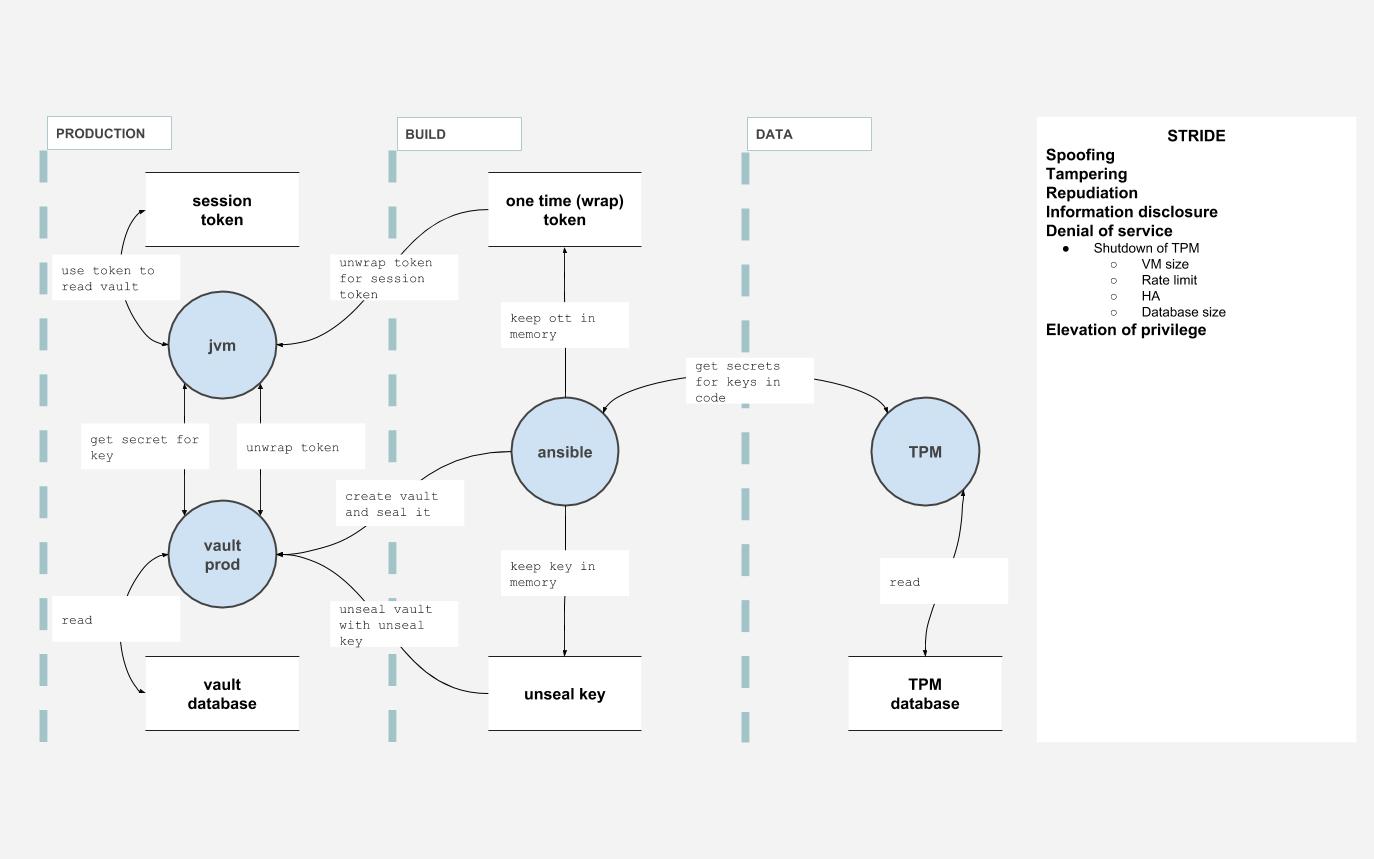 PRODUCTION
BUILD
DATA
session
token
one time (wrap)
token
use token to
read vault
unwrap token
for session
token
jvm
keep ott in
memory
get secrets
for keys in
code
get secret for
key
unwrap token
ansible
TPM
create vault
and seal it
vault
prod
keep key in
memory
read
read
unseal vault
with unseal
key
vault
database
unseal key
TPM
database
STRIDE
Spoofing
Tampering
Repudiation
Information disclosure
Denial of service
● Shutdown of TPM
○ VM size
○ Rate limit
○ HA
○ Database size
Elevation of privilege